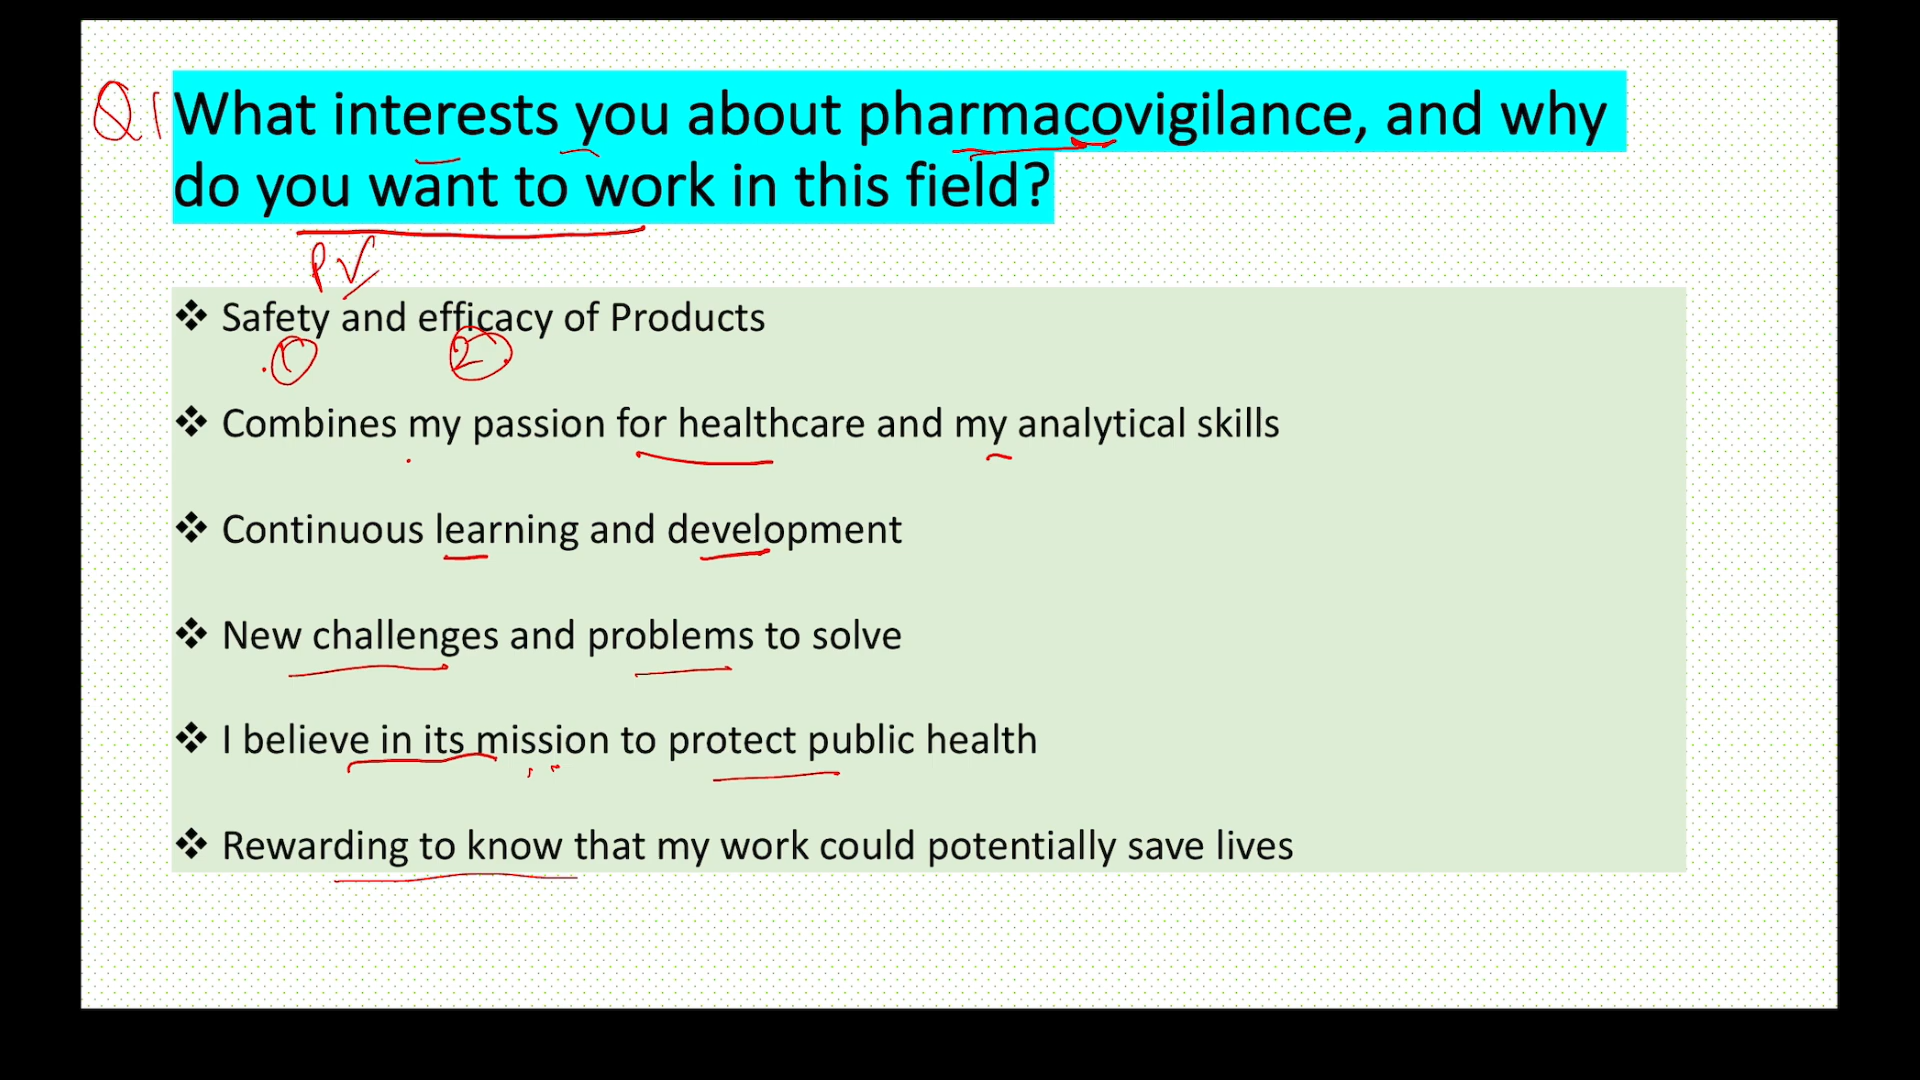 Q1 What interests you about pharmacovigilance, and why
do you want to work in this field?
PV
❖ Safety and efficacy of Products
1 2
❖ Combines my passion for healthcare and my analytical skills
❖ Continuous learning and development
❖ New challenges and problems to solve
❖ I believe in its mission to protect public health
❖ Rewarding to know that my work could potentially save lives